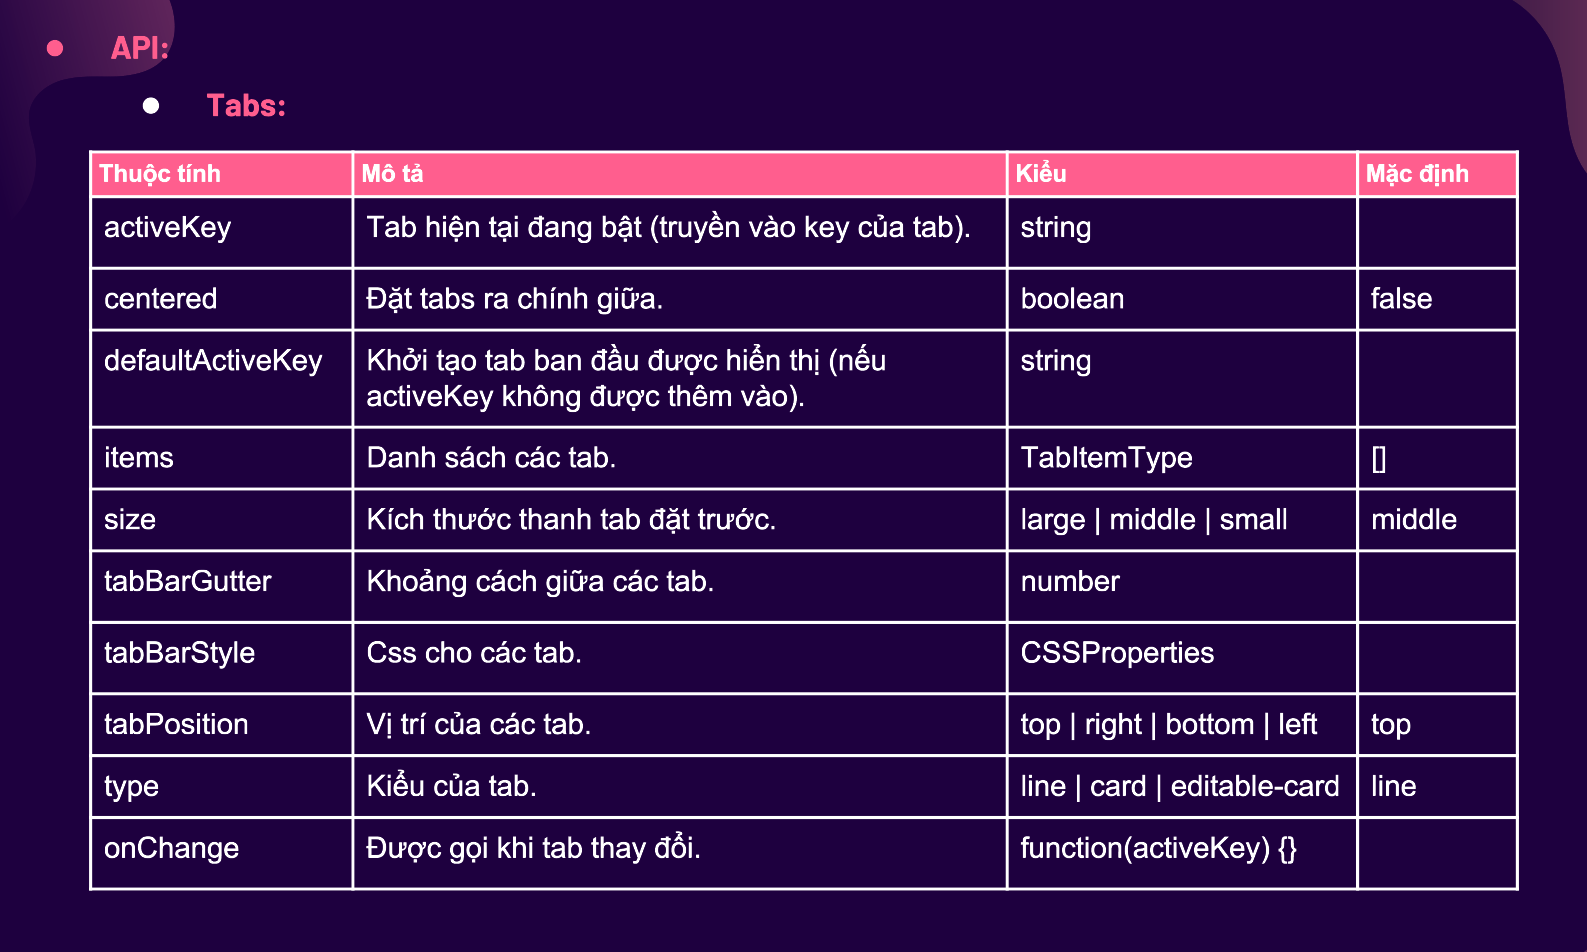 API:
Tabs:
Thuộc tính Mô tả Kiểu Mặc định
activeKey Tab hiện tại đang bật (truyền vào key của tab). string
centered Đặt tabs ra chính giữa. boolean false
defaultActiveKey Khởi tạo tab ban đầu được hiển thị (nếu string
activeKey không được thêm vào).
items Danh sách các tab. TabItemType []
size Kích thước thanh tab đặt trước. large | middle | small middle
tabBarGutter Khoảng cách giữa các tab. number
tabBarStyle Css cho các tab. CSSProperties
tabPosition Vị trí của các tab. top | right | bottom | left top
type Kiểu của tab. line | card | editable-card line
onChange Được gọi khi tab thay đổi. function(activeKey) {}